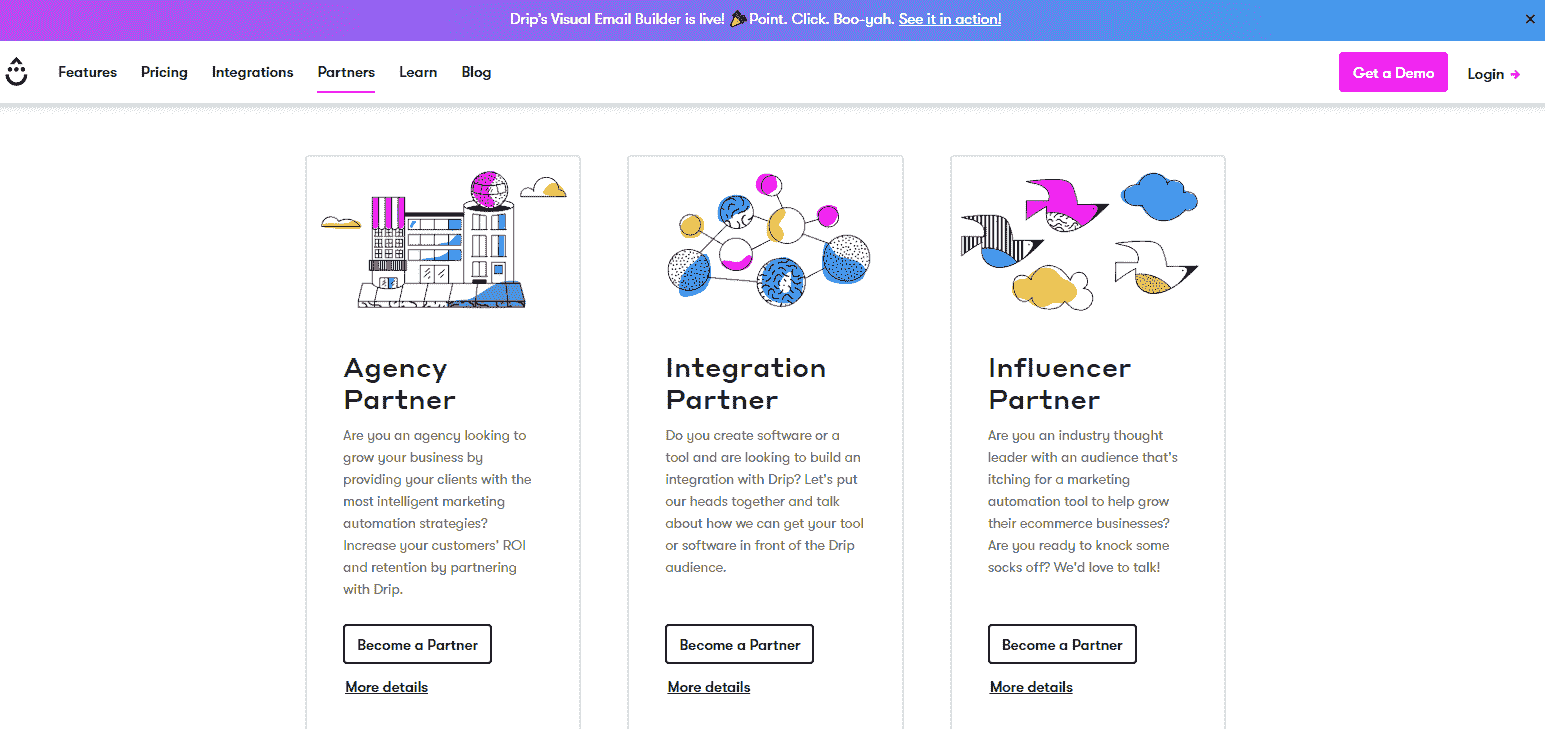 Drip's Visual Email Builder is live! 🎉 Point. Click. Boo-yah. See it in action!
Features Pricing Integrations Partners Learn Blog Get a Demo Login →
Agency
Partner
Are you an agency looking to
grow your business by
providing your clients with the
most intelligent marketing
automation strategies?
Increase your customers' ROI
and retention by partnering
with Drip.
Become a Partner
More details
Integration
Partner
Do you create software or a
tool and are looking to build an
integration with Drip? Let's put
our heads together and talk
about how we can get your tool
or software in front of the Drip
audience.
Become a Partner
More details
Influencer
Partner
Are you an industry thought
leader with an audience that's
itching for a marketing
automation tool to help grow
their ecommerce businesses?
Are you ready to knock some
socks off? We'd love to talk!
Become a Partner
More details